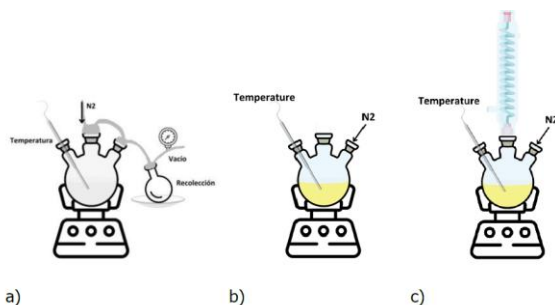 N2
Temperatura
Vacío
Recolección
a)
Temperature
N2
b)
Temperature
N2
c)